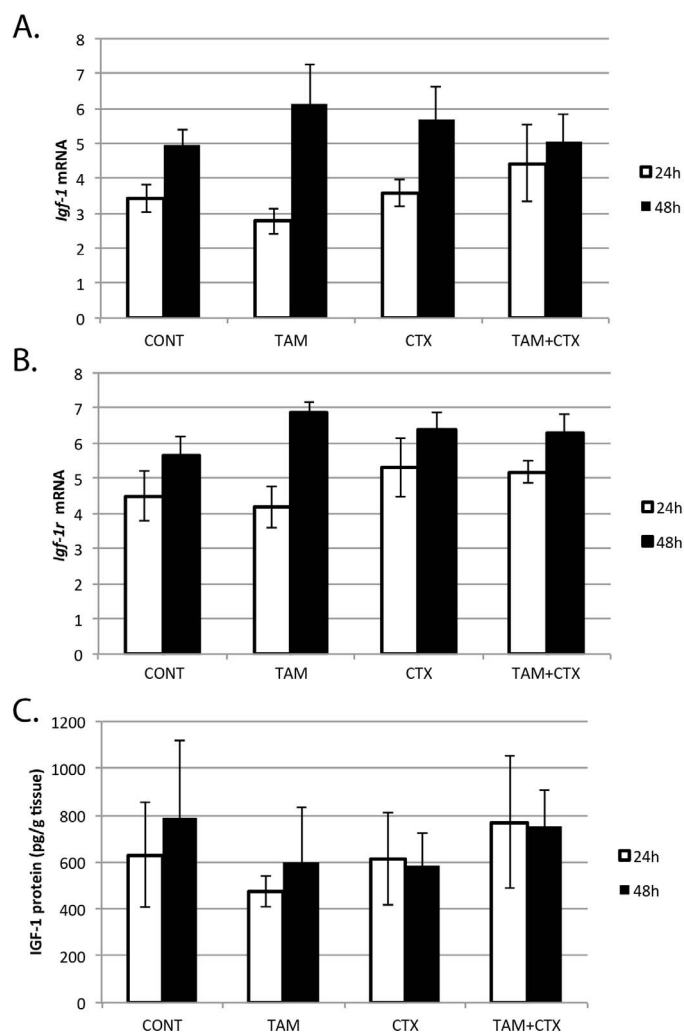 A.
8
7
6
5
4
3
2
1
0
Igf-1 mRNA
CONT TAM CTX TAM+CTX
24h
48h
B.
8
7
6
5
4
3
2
1
0
Igf-1r mRNA
CONT TAM CTX TAM+CTX
24h
48h
C.
1200
1000
800
600
400
200
0
IGF-1 protein (pg/g tissue)
CONT TAM CTX TAM+CTX
24h
48h